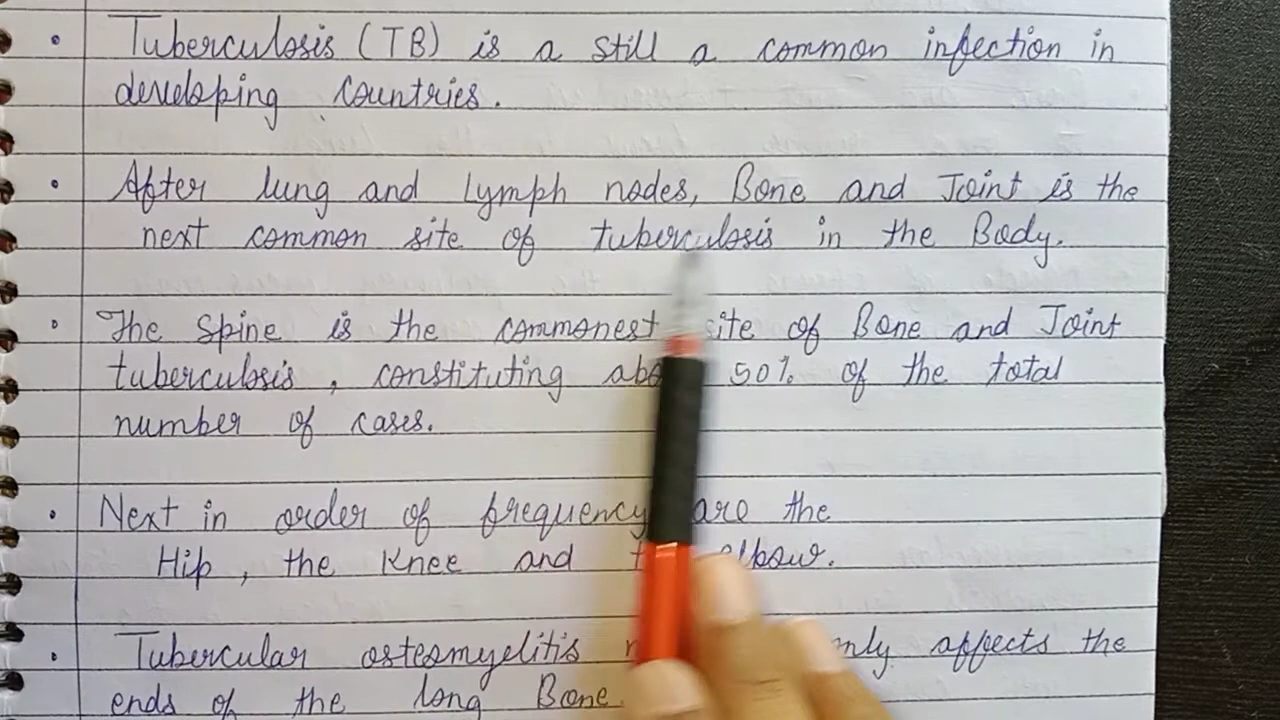 Tuberculosis (TB) is a still a common infection in
developing countries.
After lung and Lymph nodes, Bone and Joint is the
next common site of tuberculosis in the Body.
The spine is the commonest site of Bone and Joint
tuberculosis, constituting 50% of the total
number of cases.
Next in order of frequency are the
Hip, the Knee and elbow.
Tubercular osteomyelitis affects the
ends of the long Bone.